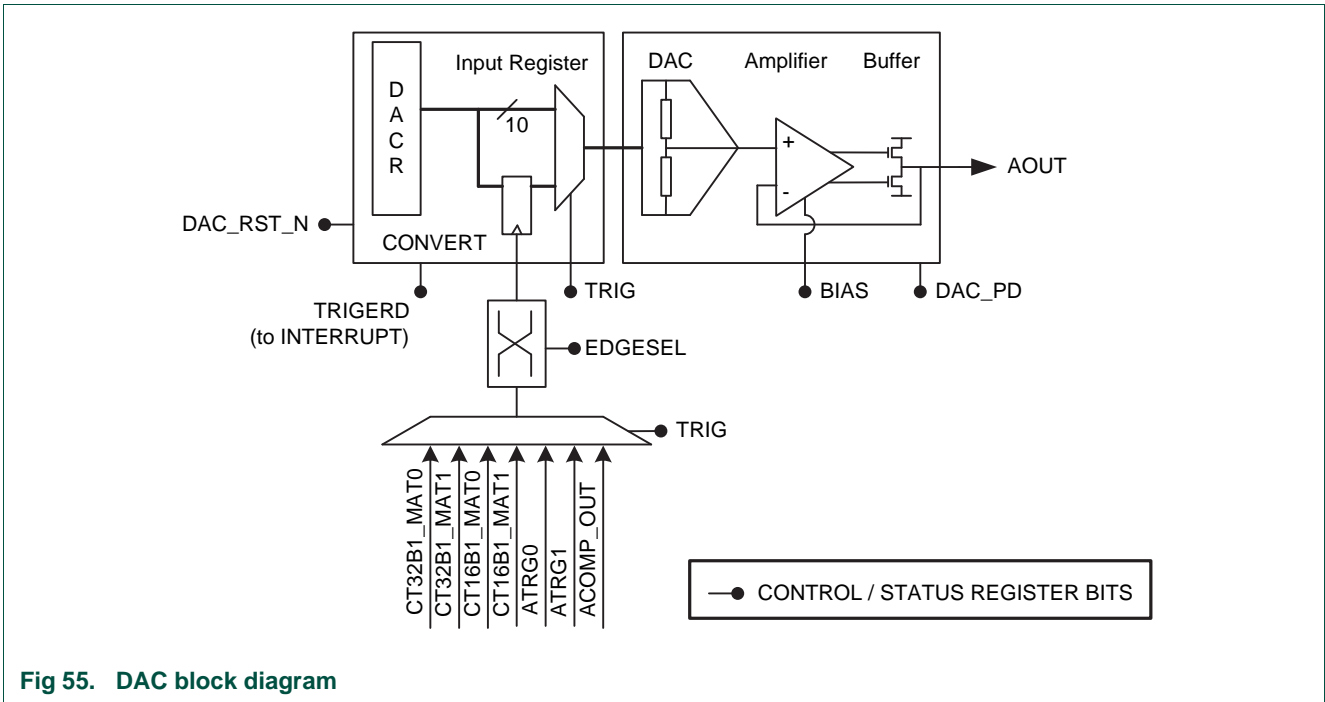 Input Register
DAC
Amplifier
Buffer
D
A
C
R
10
AOUT
+
-
DAC_RST_N
CONVERT
TRIGERD
(to INTERRUPT)
TRIG
BIAS
DAC_PD
EDGESEL
TRIG
CT32B1_MAT0
CT32B1_MAT1
CT16B1_MAT0
CT16B1_MAT1
ATRG0
ATRG1
ACOMP_OUT
CONTROL / STATUS REGISTER BITS
Fig 55. DAC block diagram